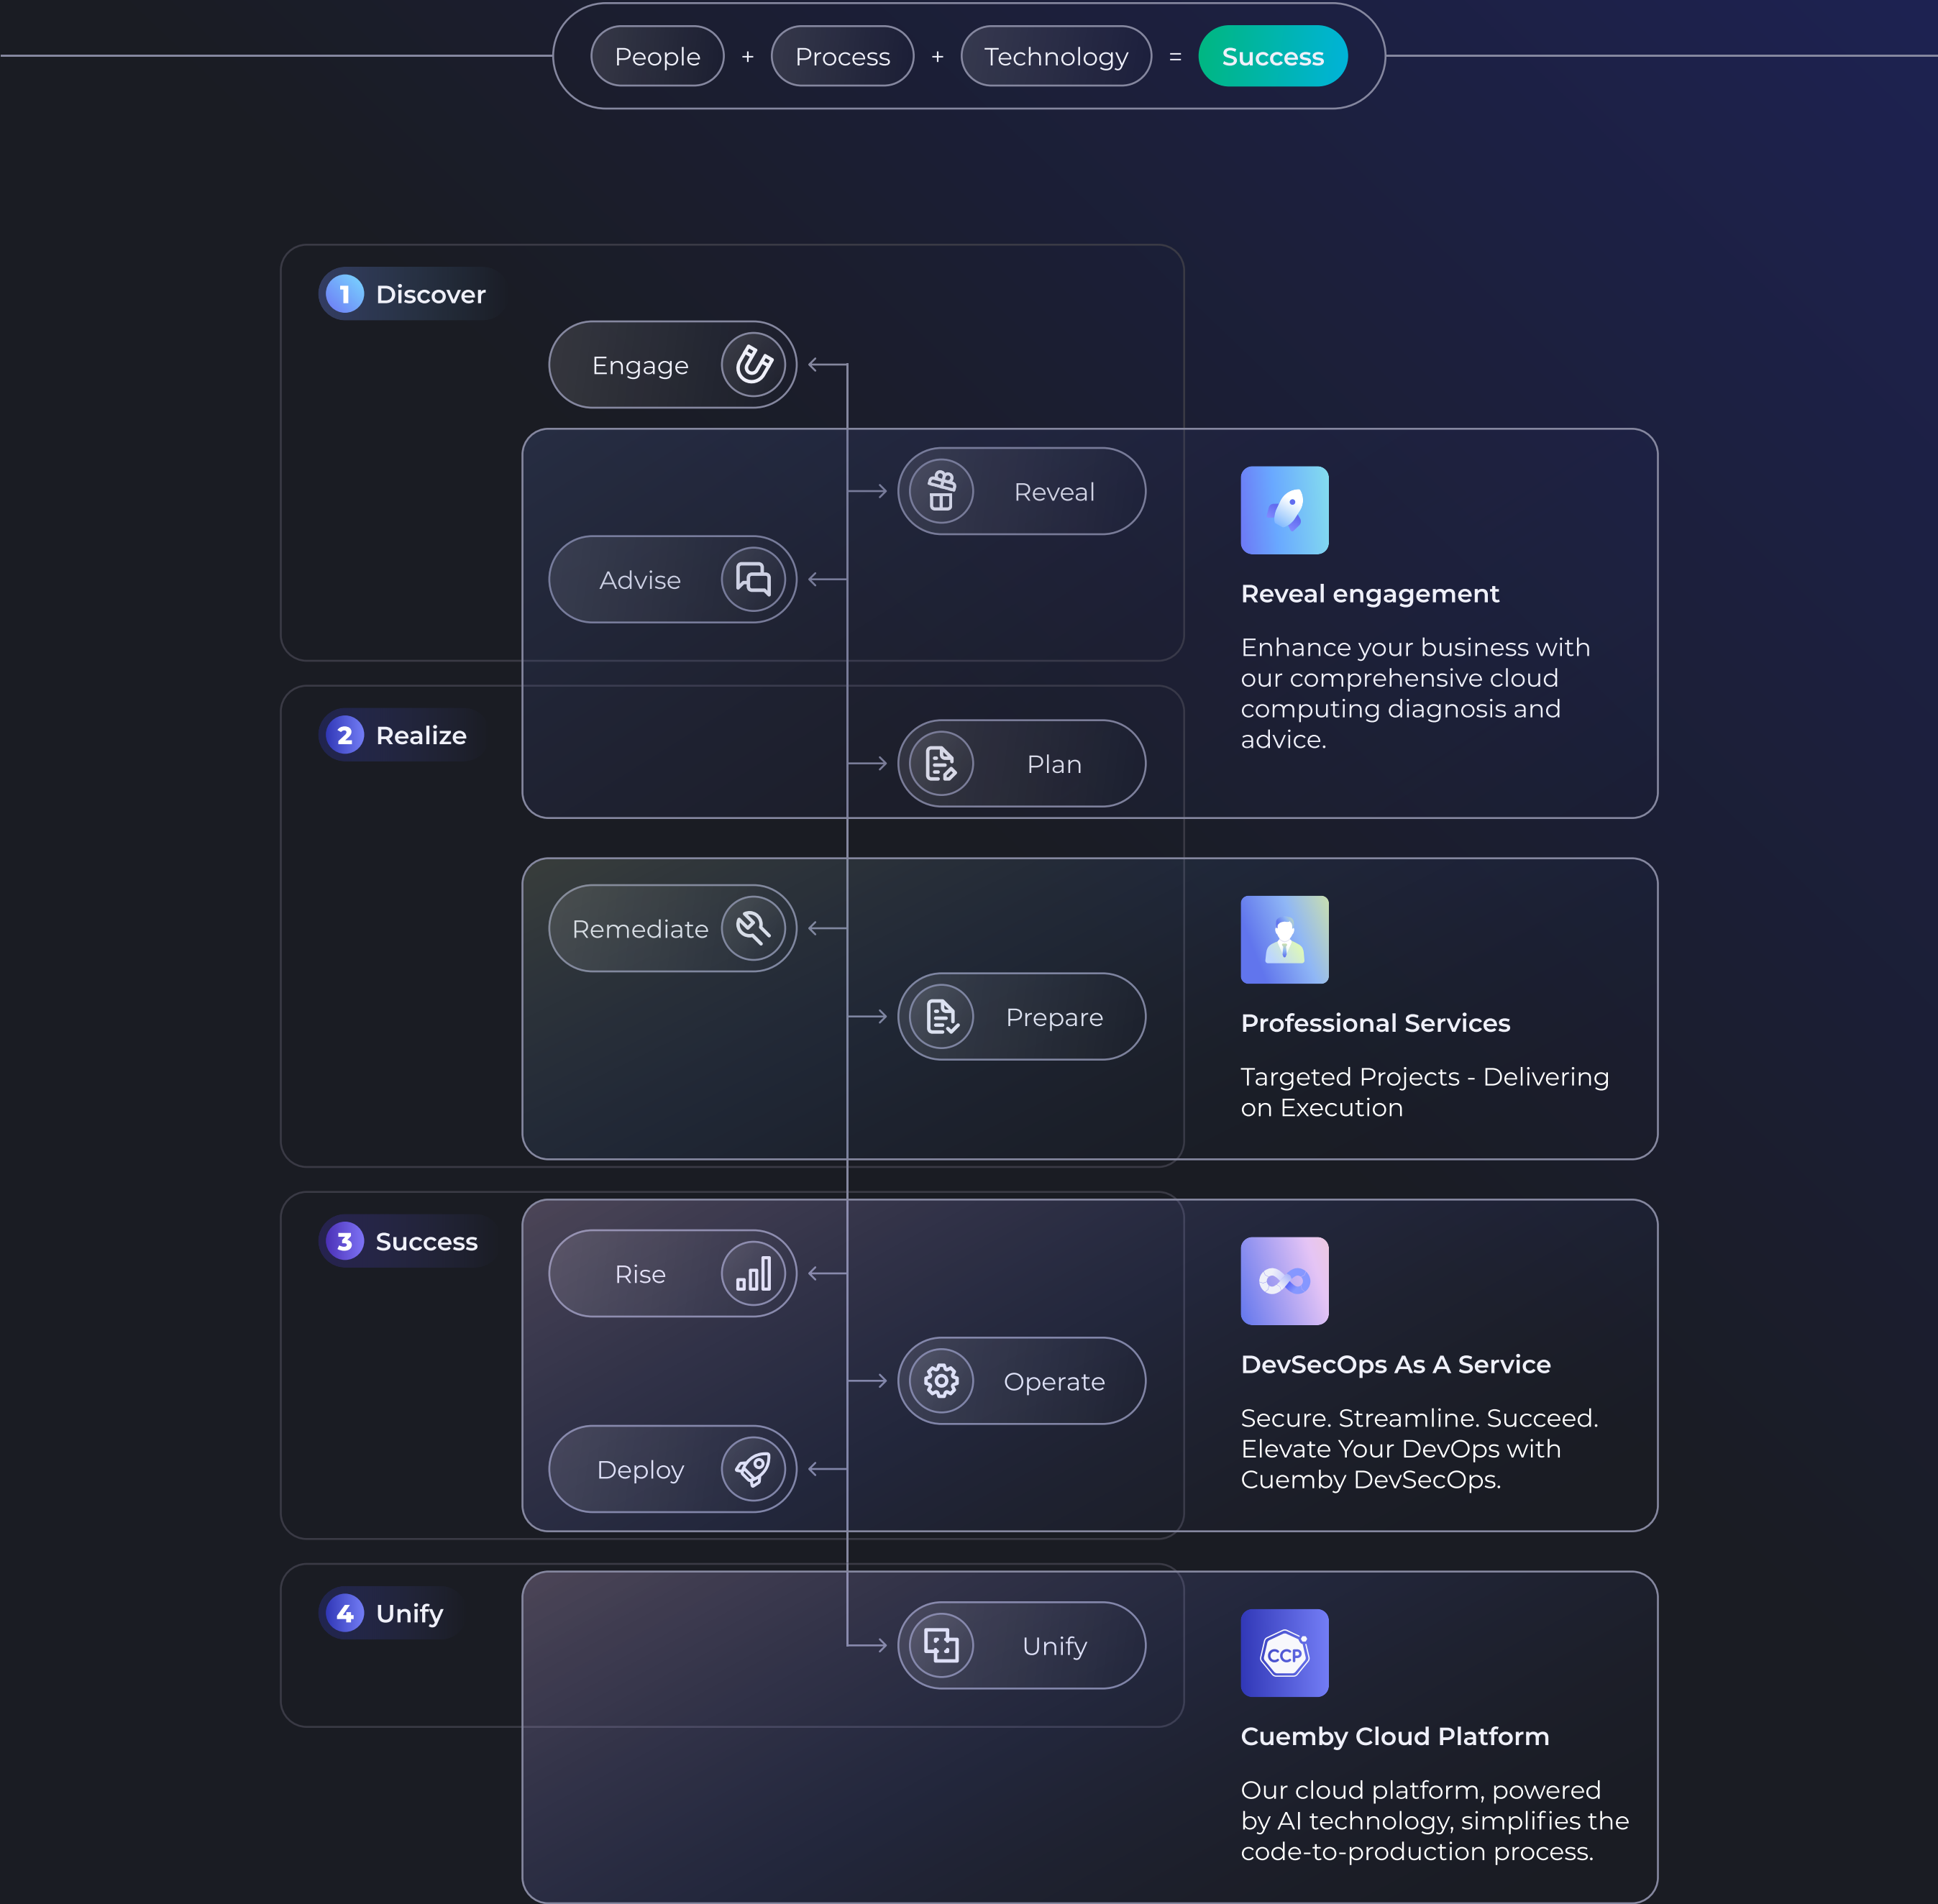 People + Process + Technology = Success
1 Discover
Engage
Reveal
Advise
Reveal engagement
Enhance your business with
our comprehensive cloud
computing diagnosis and
advice.
2 Realize
Plan
Remediate
Prepare
Professional Services
Targeted Projects - Delivering
on Execution
3 Success
Rise
Operate
Deploy
DevSecOps As A Service
Secure. Streamline. Succeed.
Elevate Your DevOps with
Cuemby DevSecOps.
4 Unify
Unify
CCP
Cuemby Cloud Platform
Our cloud platform, powered
by AI technology, simplifies the
code-to-production process.